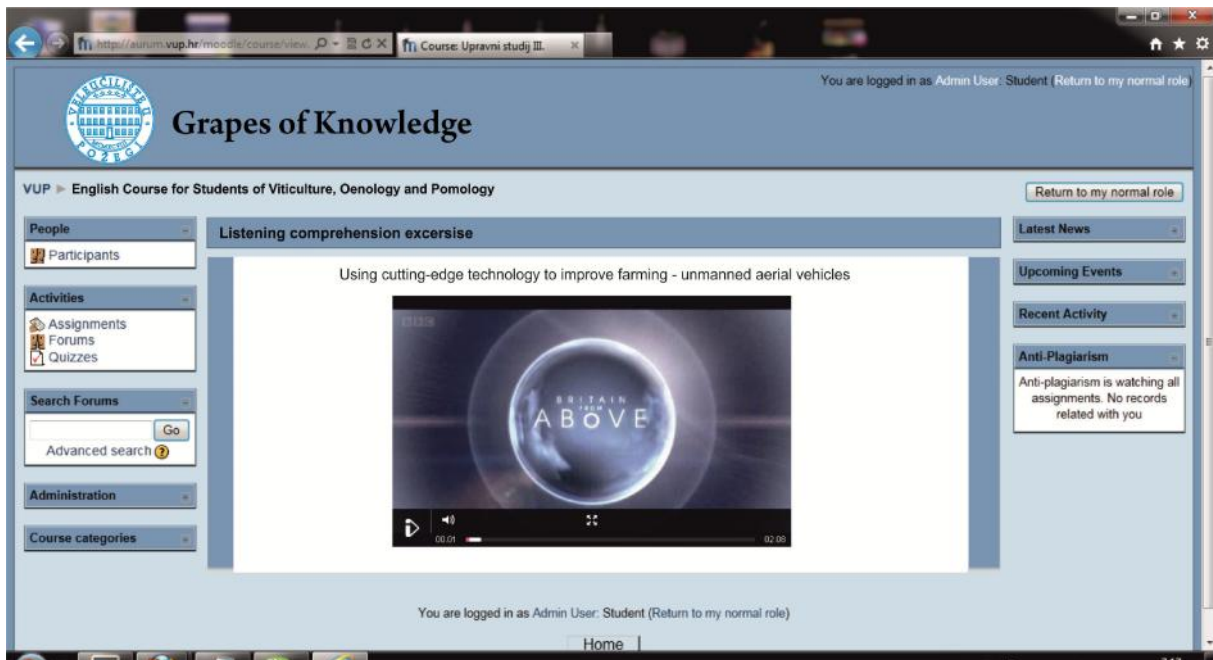 http://aurum.vup.hr/moodle/course/view.
Course: Upravni studij III.
You are logged in as Admin User: Student (Return to my normal role)
VELEUČILIŠTE U POŽEGI
Grapes of Knowledge
VUP ► English Course for Students of Viticulture, Oenology and Pomology
Return to my normal role
People
Participants
Activities
Assignments
Forums
Quizzes
Search Forums
Go
Advanced search
Administration
Course categories
Listening comprehension excersise
Using cutting-edge technology to improve farming - unmanned aerial vehicles
BBC
BRITAIN
FROM
ABOVE
00.01
02:08
Latest News
Upcoming Events
Recent Activity
Anti-Plagiarism
Anti-plagiarism is watching all
assignments. No records
related with you
You are logged in as Admin User: Student (Return to my normal role)
Home